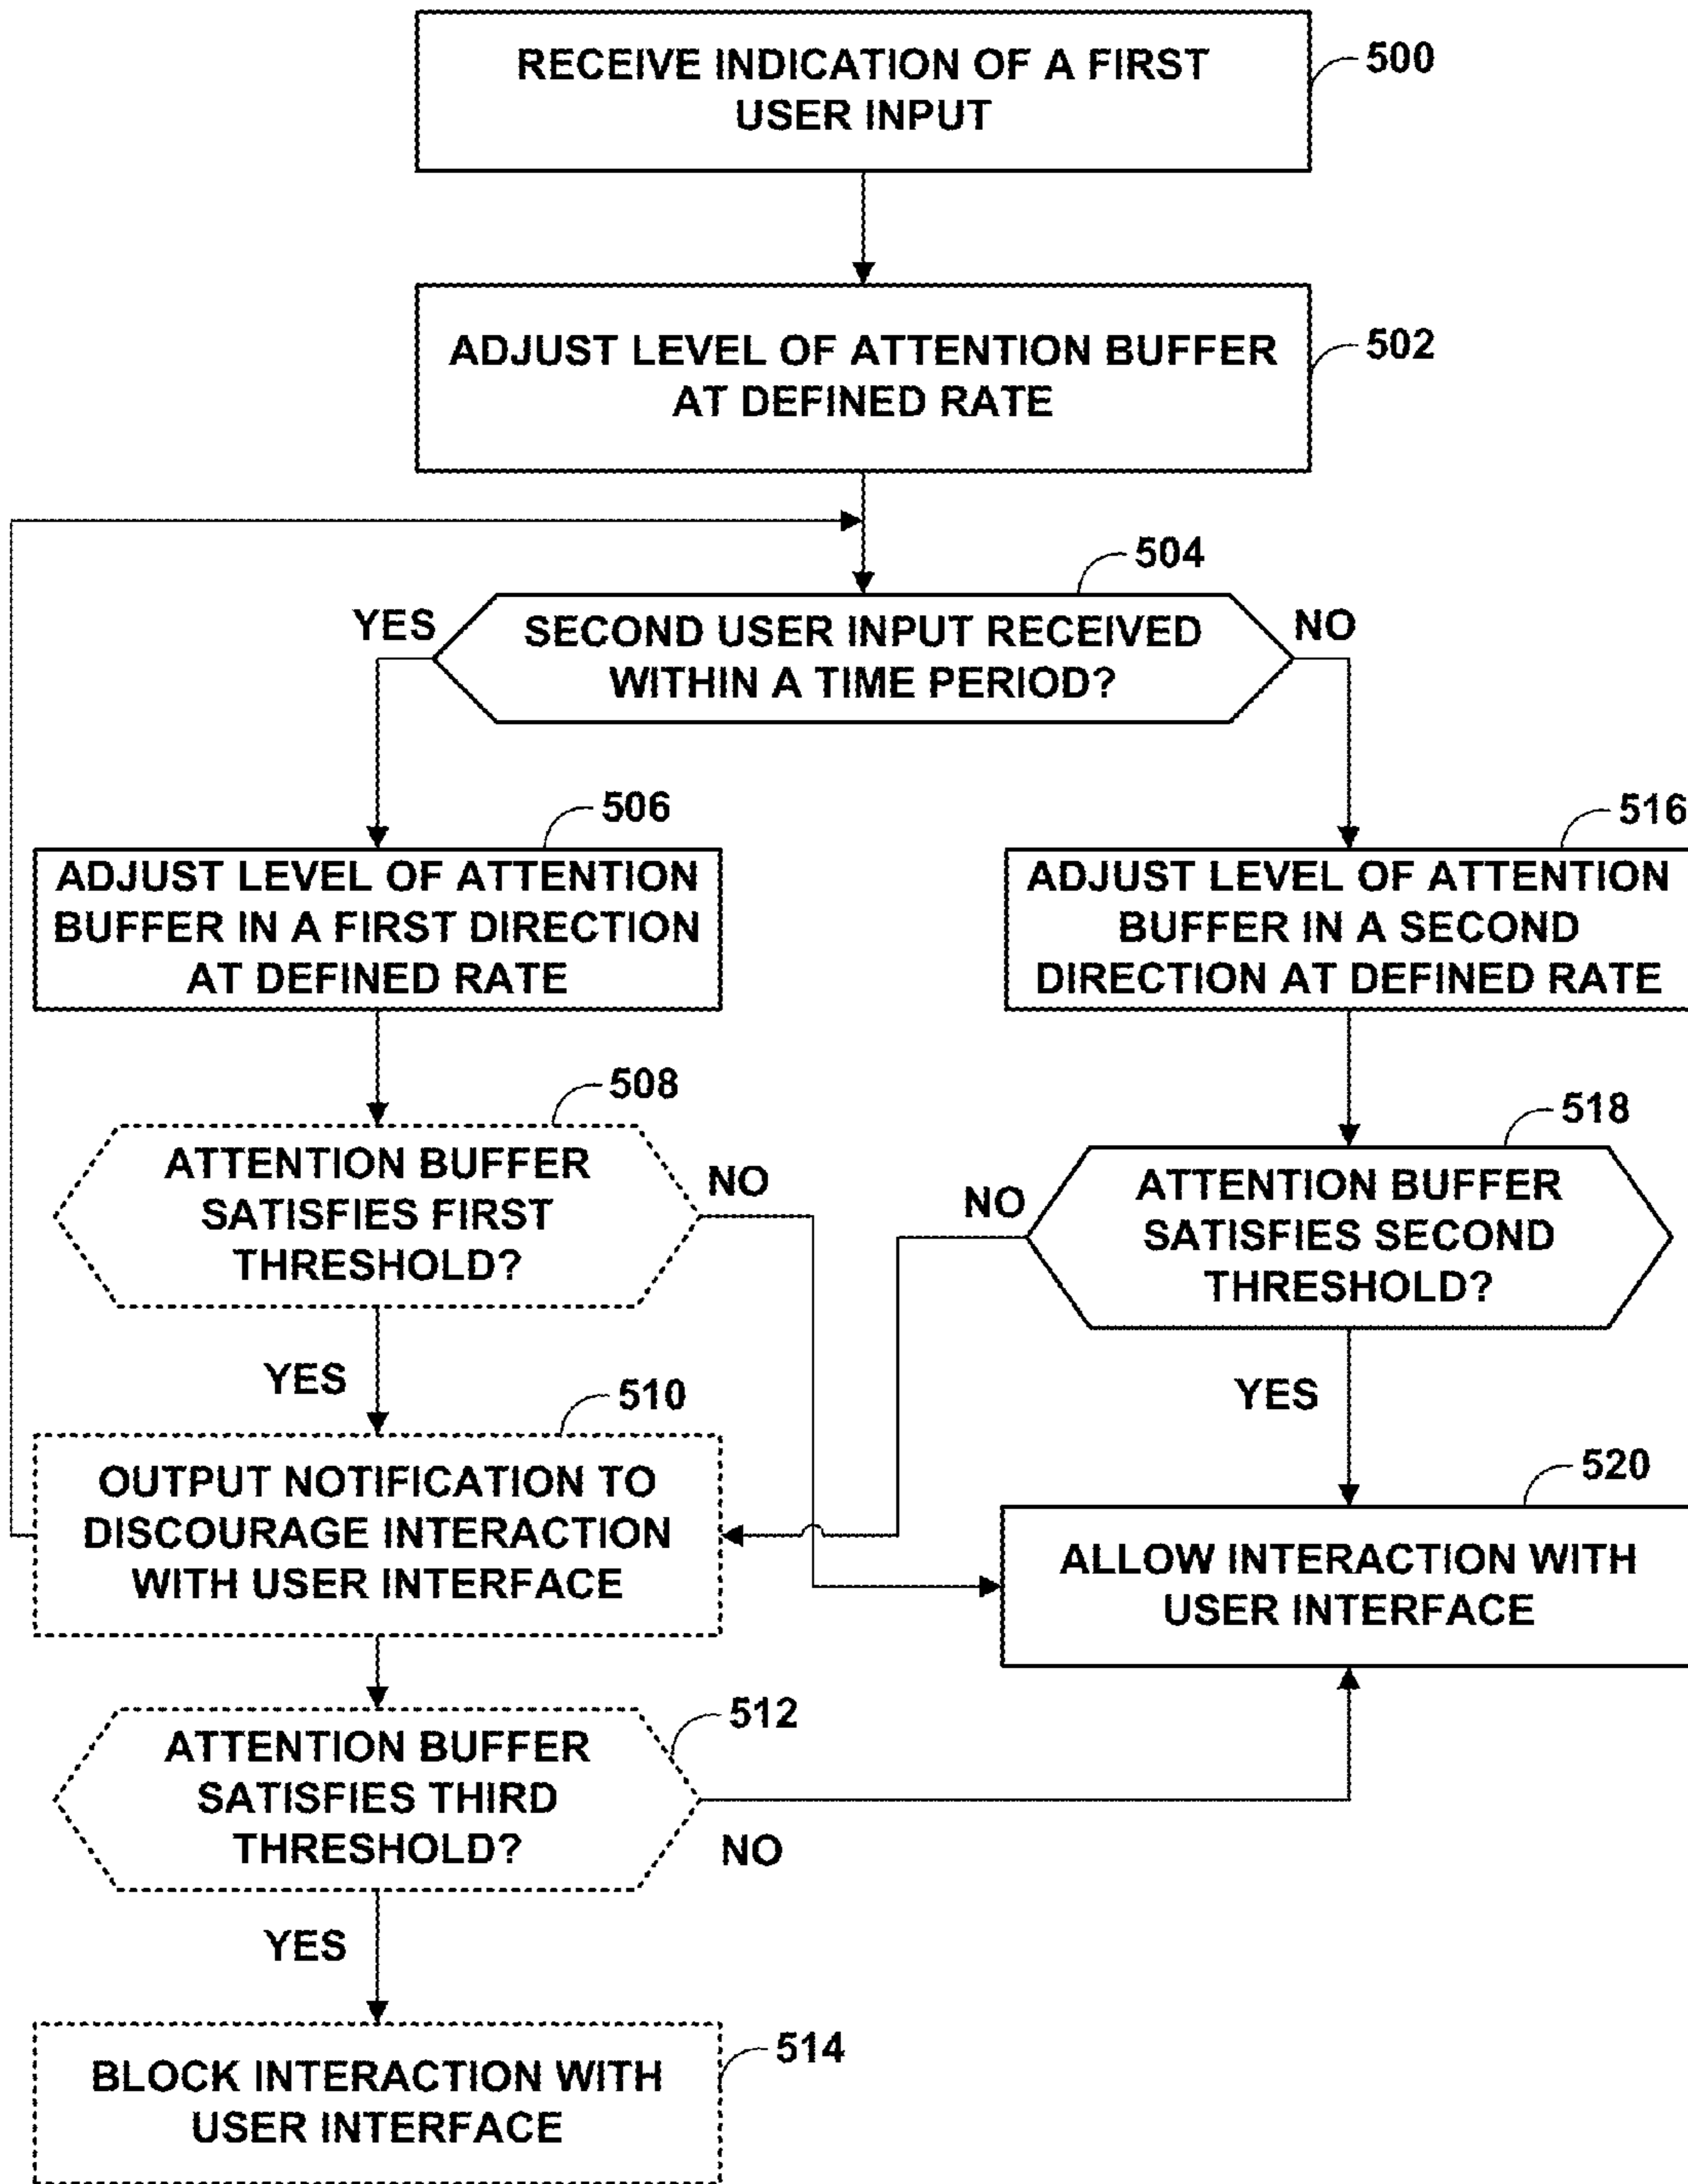 RECEIVE INDICATION OF A FIRST
USER INPUT
500
ADJUST LEVEL OF ATTENTION BUFFER
AT DEFINED RATE
502
504
YES
SECOND USER INPUT RECEIVED
WITHIN A TIME PERIOD?
NO
506
ADJUST LEVEL OF ATTENTION
BUFFER IN A FIRST DIRECTION
AT DEFINED RATE
516
ADJUST LEVEL OF ATTENTION
BUFFER IN A SECOND
DIRECTION AT DEFINED RATE
508
ATTENTION BUFFER
SATISFIES FIRST
THRESHOLD?
NO
518
NO
ATTENTION BUFFER
SATISFIES SECOND
THRESHOLD?
YES
YES
510
OUTPUT NOTIFICATION TO
DISCOURAGE INTERACTION
WITH USER INTERFACE
520
ALLOW INTERACTION WITH
USER INTERFACE
512
ATTENTION BUFFER
SATISFIES THIRD
THRESHOLD?
NO
YES
514
BLOCK INTERACTION WITH
USER INTERFACE